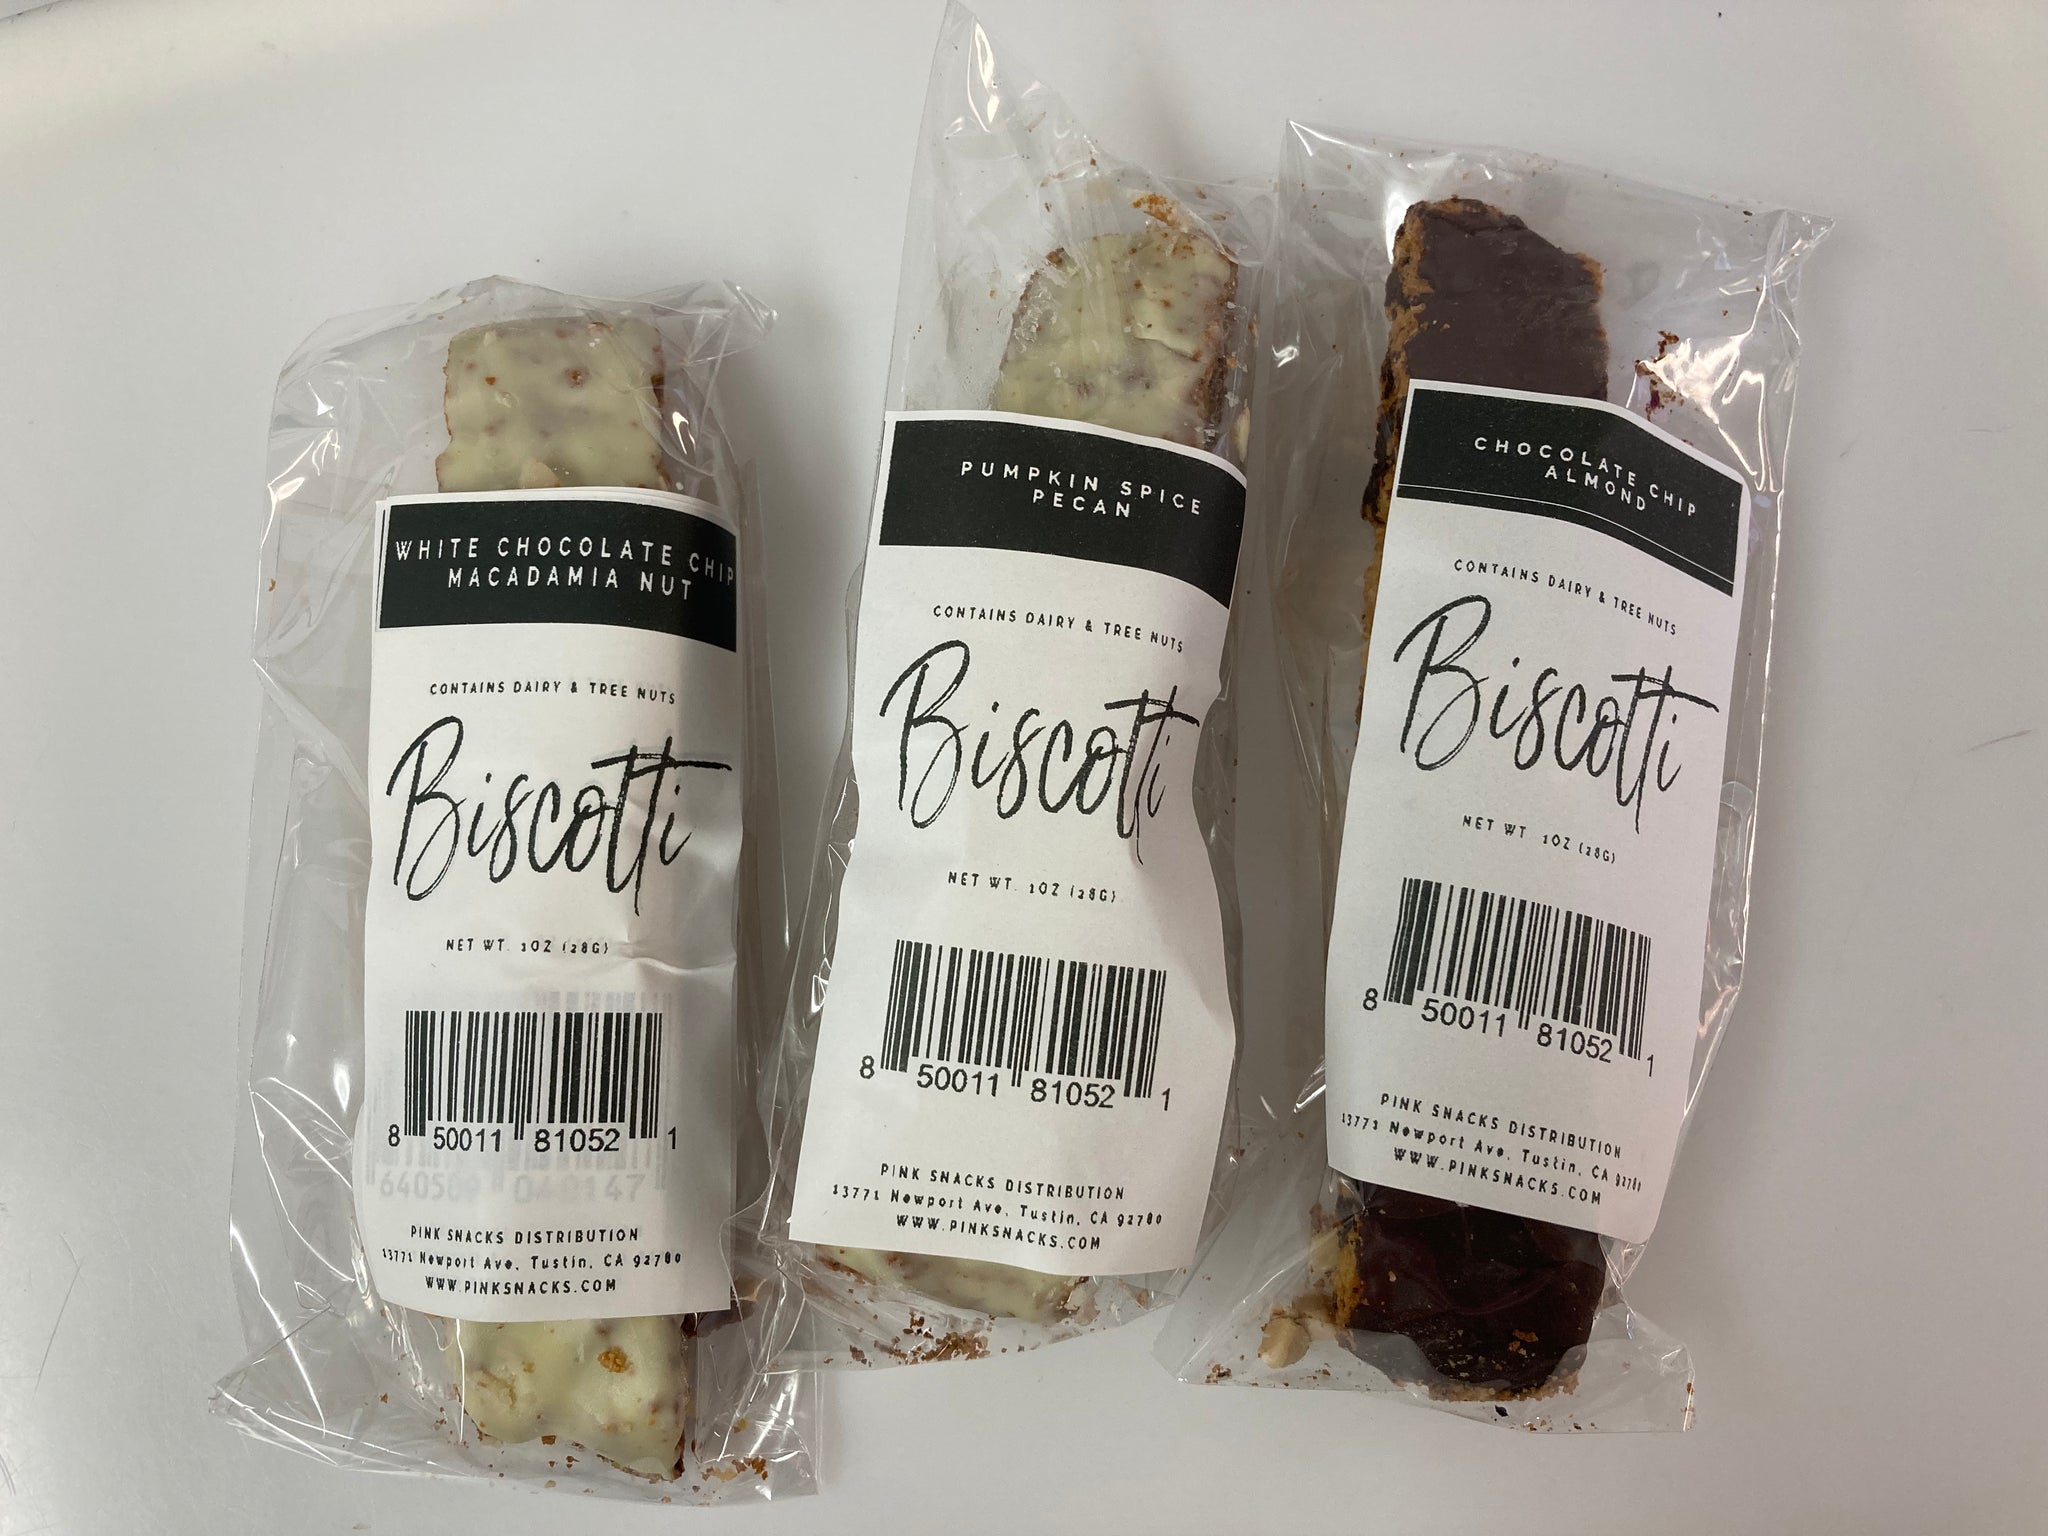 WHITE CHOCOLATE CHIP
MACADAMIA NUT
CONTAINS DAIRY & TREE NUTS
Biscotti
NET WT. 1OZ (28G)
8 50011 81052 1
PINK SNACKS DISTRIBUTION
13771 Newport Ave, Tustin, CA 92780
WWW.PINKSNACKS.COM
PUMPKIN SPICE
PECAN
CONTAINS DAIRY & TREE NUTS
Biscotti
NET WT. 1OZ (28G)
8 50011 81052 1
PINK SNACKS DISTRIBUTION
13771 Newport Ave, Tustin, CA 92780
WWW.PINKSNACKS.COM
CHOCOLATE CHIP
ALMOND
CONTAINS DAIRY & TREE NUTS
Biscotti
NET WT. 1OZ (28G)
8 50011 81052 1
PINK SNACKS DISTRIBUTION
13771 Newport Ave, Tustin, CA 92780
WWW.PINKSNACKS.COM